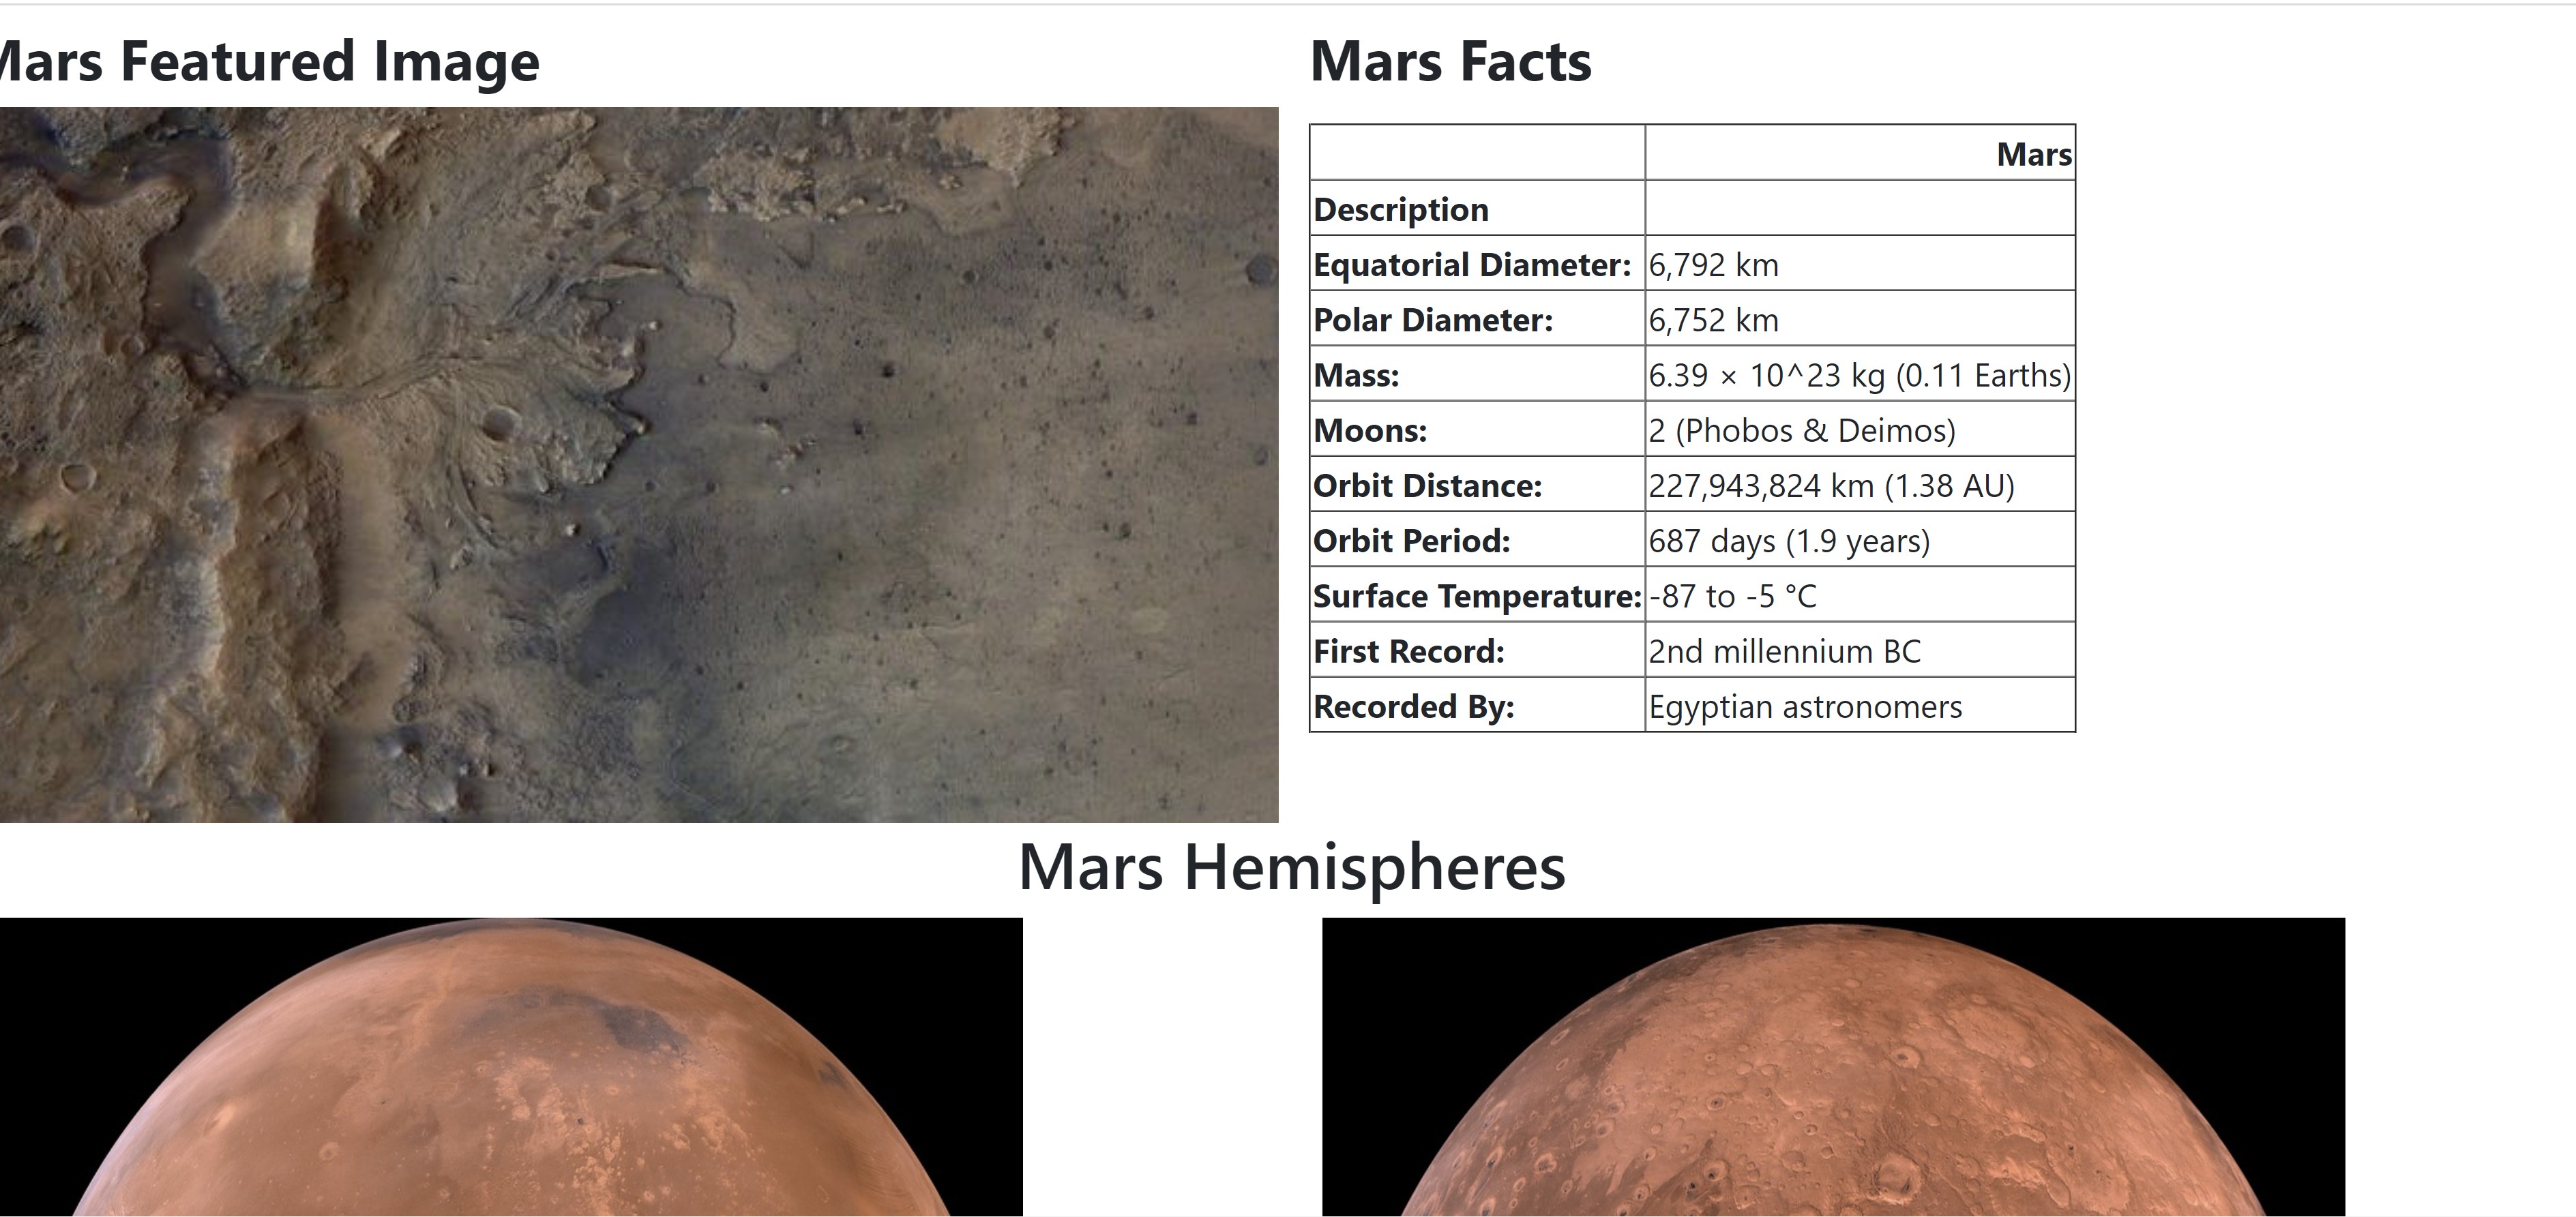 Mars Featured Image
Mars Facts
Mars
Description
Equatorial Diameter: 6,792 km
Polar Diameter: 6,752 km
Mass: 6.39 × 10^23 kg (0.11 Earths)
Moons: 2 (Phobos & Deimos)
Orbit Distance: 227,943,824 km (1.38 AU)
Orbit Period: 687 days (1.9 years)
Surface Temperature: -87 to -5 °C
First Record: 2nd millennium BC
Recorded By: Egyptian astronomers
Mars Hemispheres